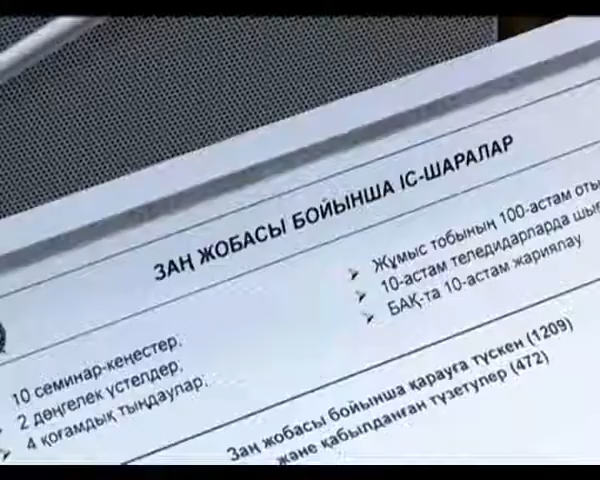 ЗАҢ ЖОБАСЫ БОЙЫНША ІС-ШАРАЛАР
10 семинар-кеңестер;
2 дөңгелек үстелдер;
4 қоғамдық тыңдаулар;
Жұмыс тобының 100-астам
10-астам теледидарларда
БАҚ-та 10-астам жариялау
Заң жобасы бойынша қарауға түскен (1209)
және қабылданған түзетулер (472)